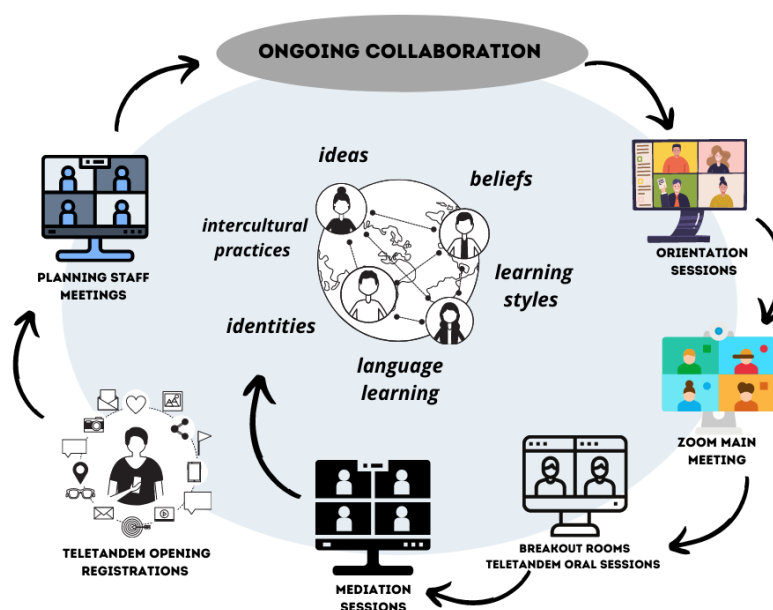 ONGOING COLLABORATION
ideas
beliefs
intercultural
practices
learning
styles
identities
language
learning
PLANNING STAFF
MEETINGS
ORIENTATION
SESSIONS
ZOOM MAIN
MEETING
BREAKOUT ROOMS
TELETANDEM ORAL SESSIONS
MEDIATION
SESSIONS
TELETANDEM OPENING
REGISTRATIONS